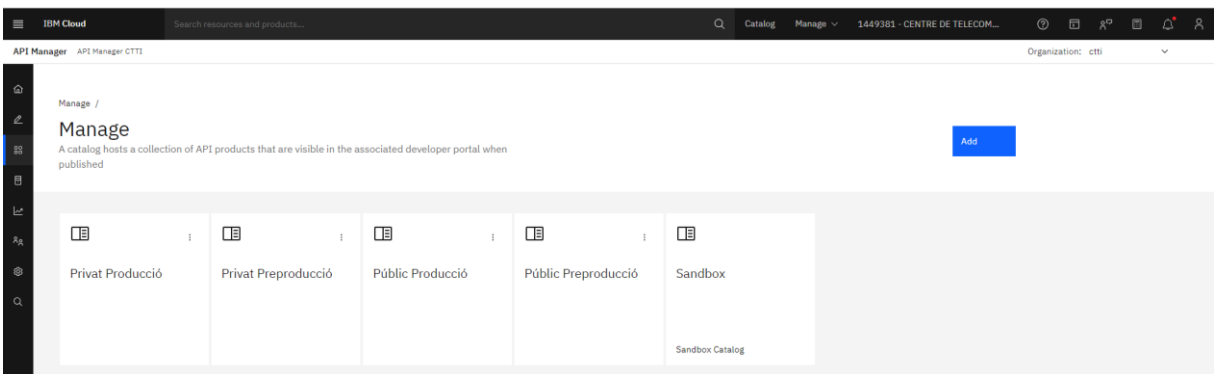 IBM Cloud
Search resources and products...
Catalog
Manage
1449381 - CENTRE DE TELECOM...
API Manager API Manager CTTI
Organization: ctti
Manage /
Manage
A catalog hosts a collection of API products that are visible in the associated developer portal when
published
Add
Privat Producció
Privat Preproducció
Públic Producció
Públic Preproducció
Sandbox
Sandbox Catalog